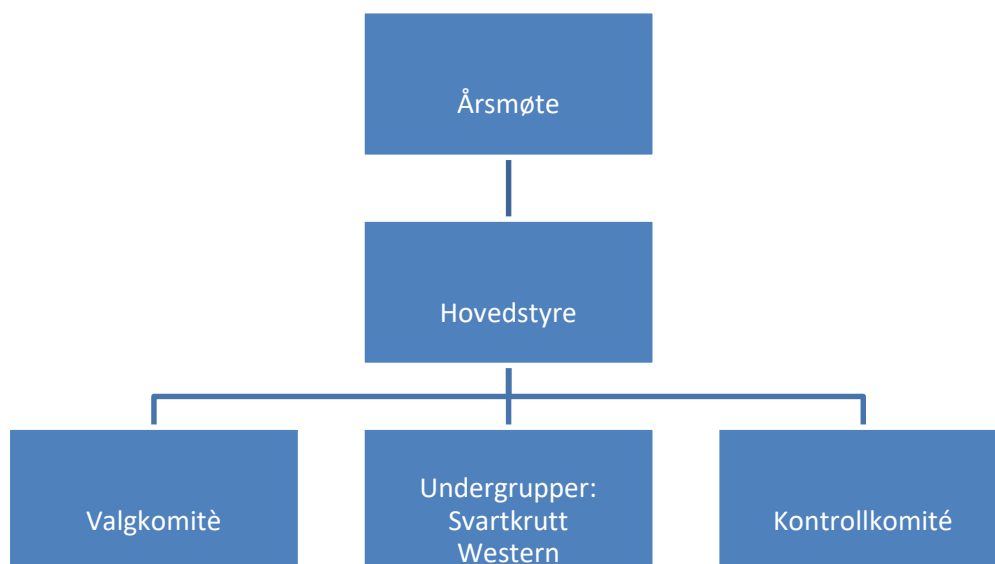 Årsmøte
Hovedstyre
Valgkomitè
Undergrupper:
Svartkrutt
Western
Kontrollkomité